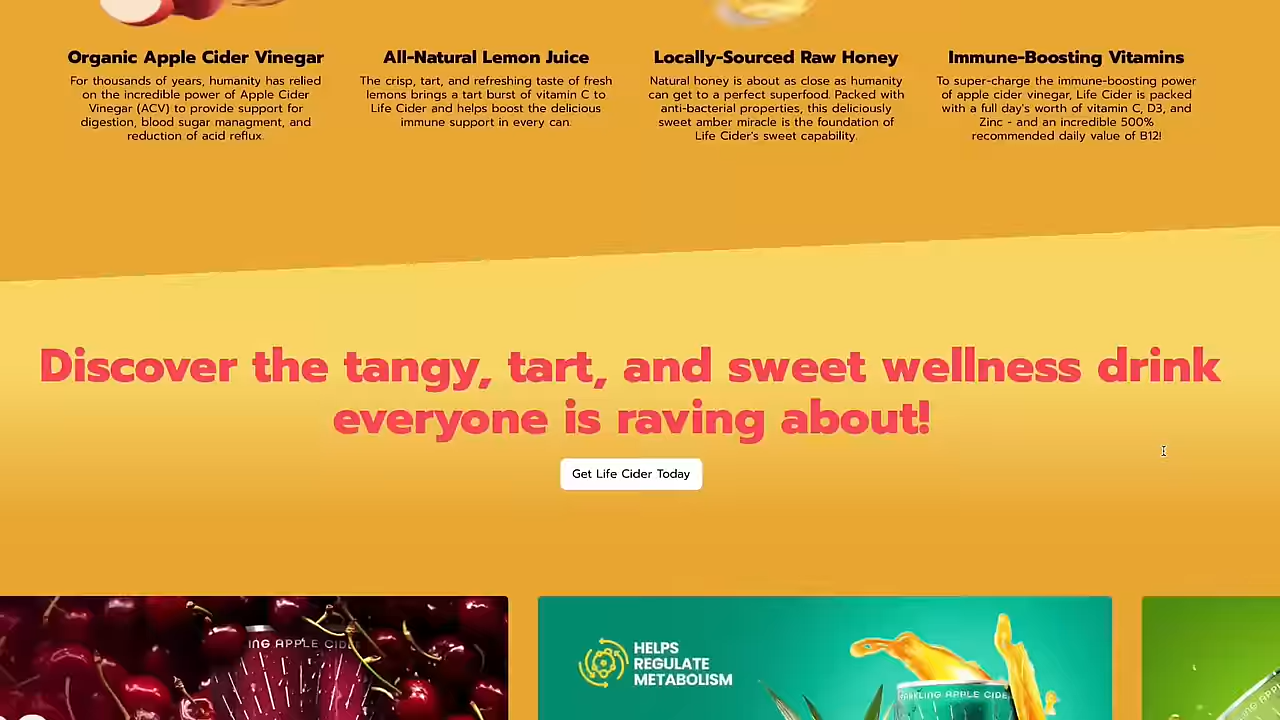 Organic Apple Cider Vinegar
For thousands of years, humanity has relied
on the incredible power of Apple Cider
Vinegar (ACV) to provide support for
digestion, blood sugar managment, and
reduction of acid reflux.
All-Natural Lemon Juice
The crisp, tart, and refreshing taste of fresh
lemons brings a tart burst of vitamin C to
Life Cider and helps boost the delicious
immune support in every can.
Locally-Sourced Raw Honey
Natural honey is about as close as humanity
can get to a perfect superfood. Packed with
anti-bacterial properties, this deliciously
sweet amber miracle is the foundation of
Life Cider's sweet capability.
Immune-Boosting Vitamins
To super-charge the immune-boosting power
of apple cider vinegar, Life Cider is packed
with a full day's worth of vitamin C, D3, and
Zinc - and an incredible 500%
recommended daily value of B12!
Discover the tangy, tart, and sweet wellness drink
everyone is raving about!
Get Life Cider Today
ING APPLE CIDE
HELPS
REGULATE
METABOLISM
SPARKLING APPLE CIDE